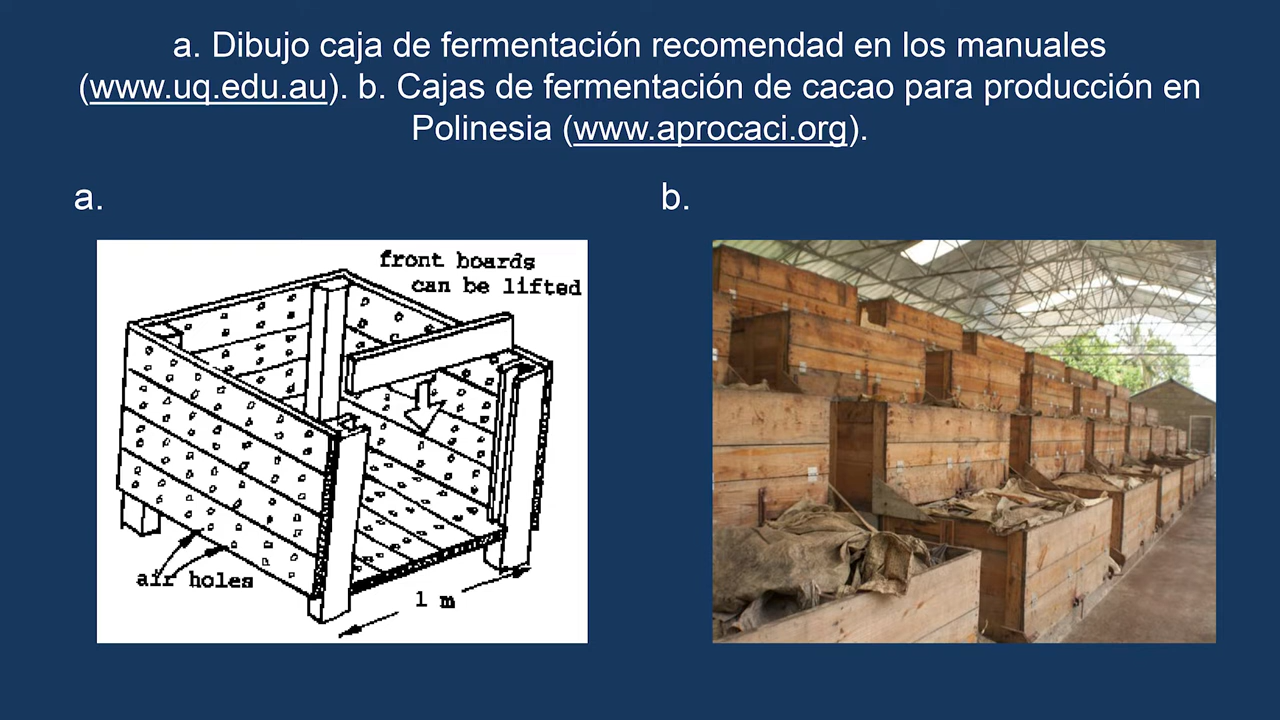 a. Dibujo caja de fermentación recomendad en los manuales
(www.uq.edu.au). b. Cajas de fermentación de cacao para producción en
Polinesia (www.aprocaci.org).
a.
b.
front boards
can be lifted
air holes
1 m